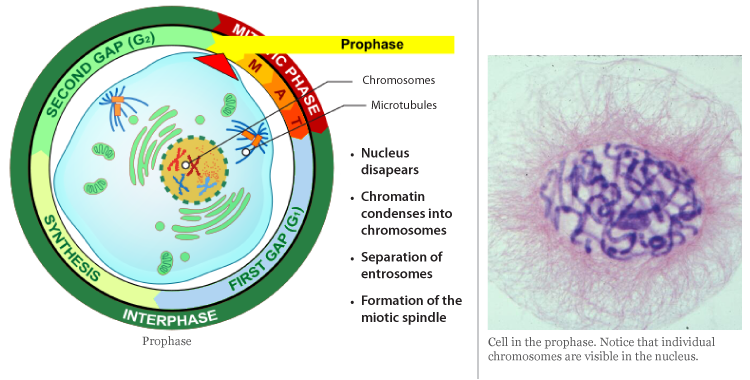 SECOND GAP (G2)
MITOTIC PHASE
Prophase
M
A
T
Chromosomes
Microtubules
• Nucleus
disapears
• Chromatin
condenses into
chromosomes
• Separation of
entrosomes
• Formation of the
miotic spindle
SYNTHESIS
FIRST GAP (G1)
INTERPHASE
Prophase
Cell in the prophase. Notice that individual
chromosomes are visible in the nucleus.